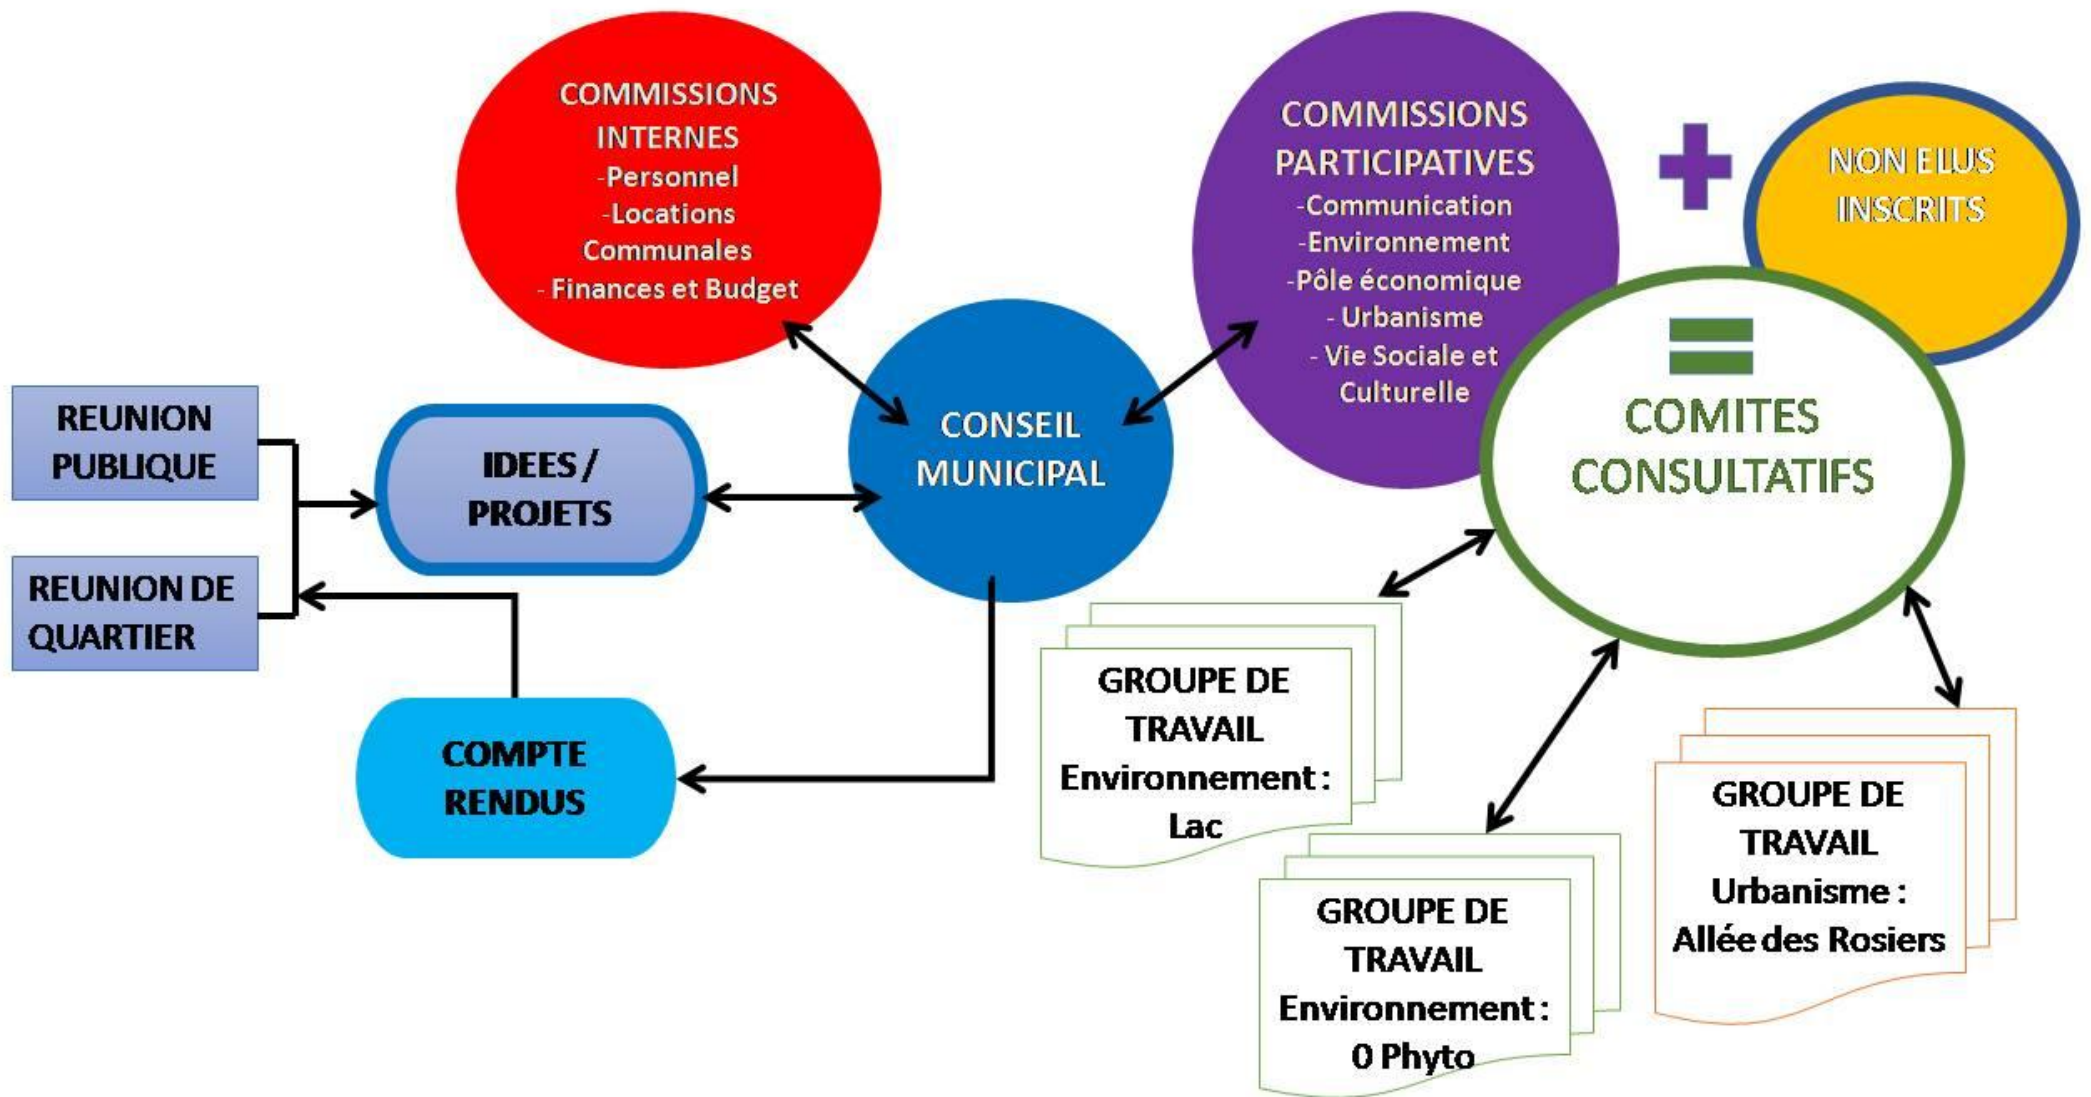 COMMISSIONS
INTERNES
-Personnel
-Locations
Communales
- Finances et Budget
COMMISSIONS
PARTICIPATIVES
-Communication
-Environnement
-Pôle économique
- Urbanisme
- Vie Sociale et
Culturelle
+
NON ELUS
INSCRITS
=
COMITES
CONSULTATIFS
CONSEIL
MUNICIPAL
REUNION
PUBLIQUE
IDEES /
PROJETS
REUNION DE
QUARTIER
COMPTE
RENDUS
GROUPE DE
TRAVAIL
Environnement :
Lac
GROUPE DE
TRAVAIL
Environnement :
0 Phyto
GROUPE DE
TRAVAIL
Urbanisme :
Allée des Rosiers